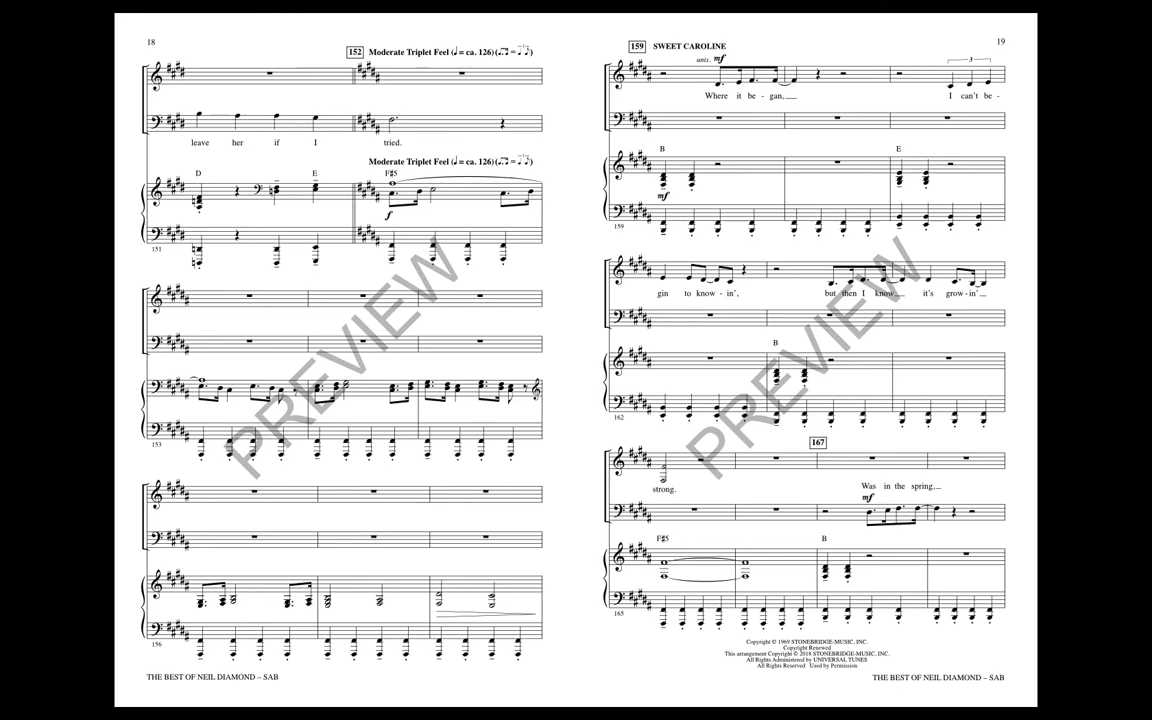 18
152 Moderate Triplet Feel (♩ = ca. 126)
leave her if I tried.
Moderate Triplet Feel (♩ = ca. 126)
D E F♯5
f
151
153
156
THE BEST OF NEIL DIAMOND – SAB
19
159 SWEET CAROLINE
unis. mf
3
Where it be - gan, I can't be -
B E
mf
159
gin to know - in', but then I know it's grow - in'
B
162
167
strong. Was in the spring,
mf
F♯5 B
165
Copyright © 1969 STONEBRIDGE-MUSIC, INC.
Copyright Renewed
This arrangement Copyright © 2018 STONEBRIDGE-MUSIC, INC.
All Rights Administered by UNIVERSAL TUNES
All Rights Reserved Used by Permission
THE BEST OF NEIL DIAMOND – SAB
PREVIEW
PREVIEW